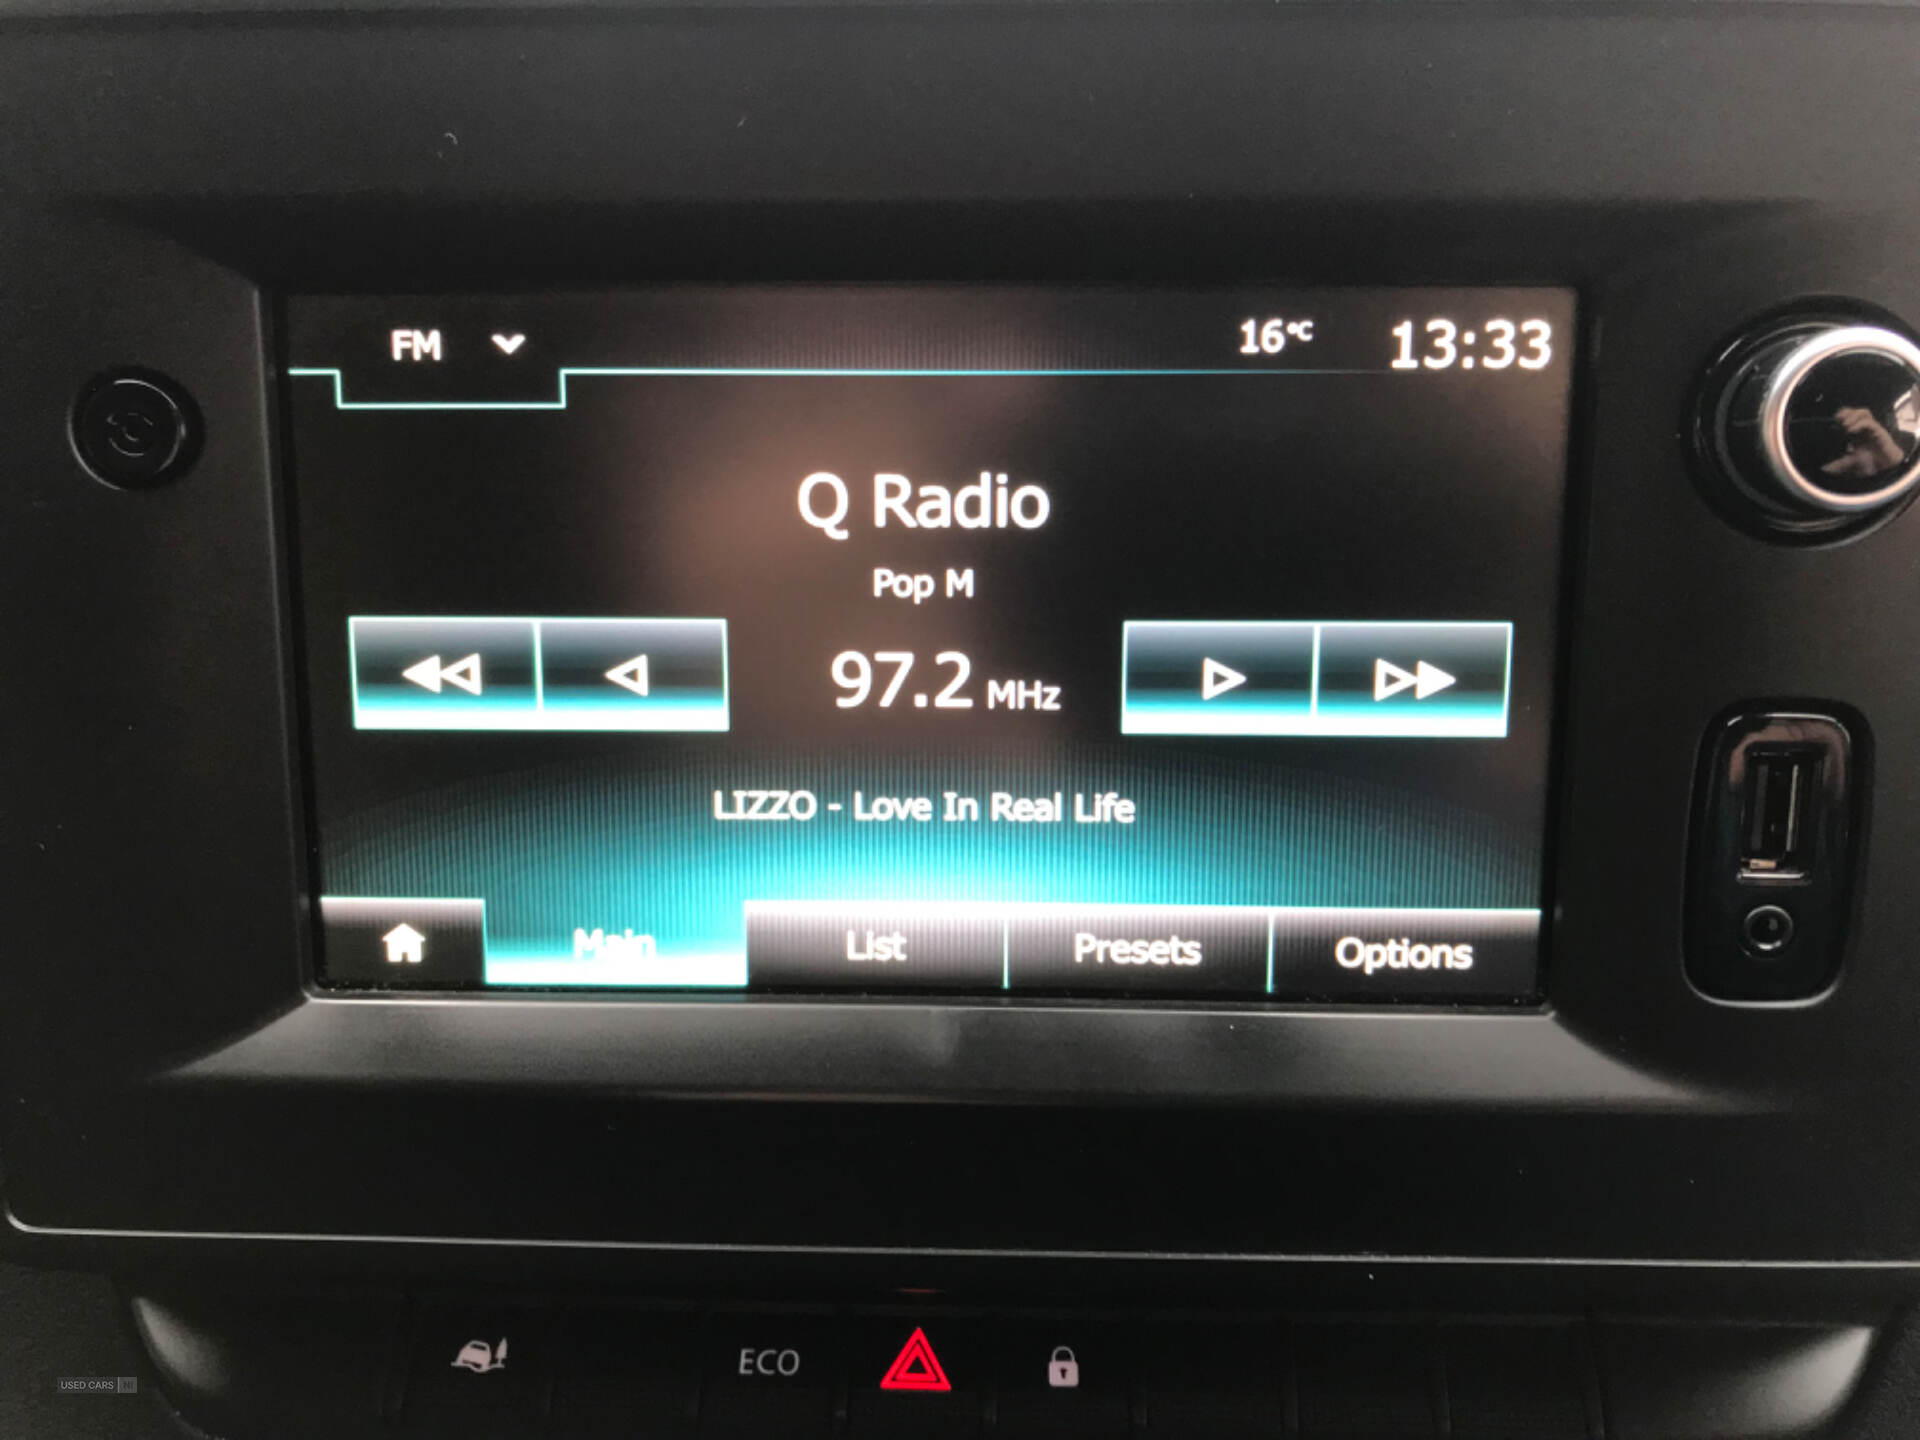 FM 16°C 13:33
Q Radio
Pop M
97.2 MHz
LIZZO - Love In Real Life
Main List Presets Options
ECO
USED CARS NI